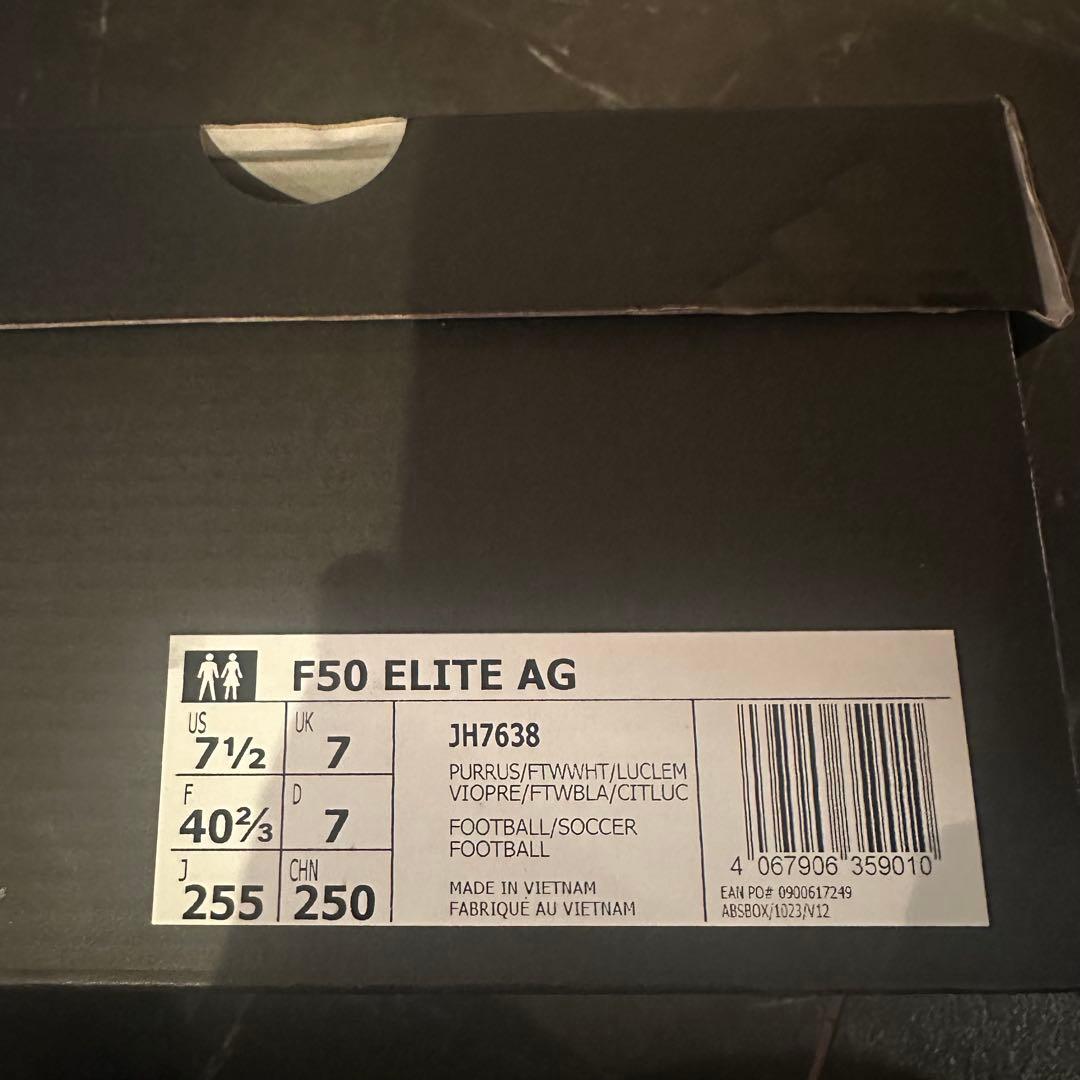 F50 ELITE AG
US
7½
UK
7
F
40⅔
D
7
J
255
CHN
250
JH7638
PURRUS/FTWWHT/LUCLEM
VIOPRE/FTWBLA/CITLUC
FOOTBALL/SOCCER
FOOTBALL
MADE IN VIETNAM
FABRIQUÉ AU VIETNAM
4 067906 359010
EAN PO# 0900617249
ABSBOX/1023/V12